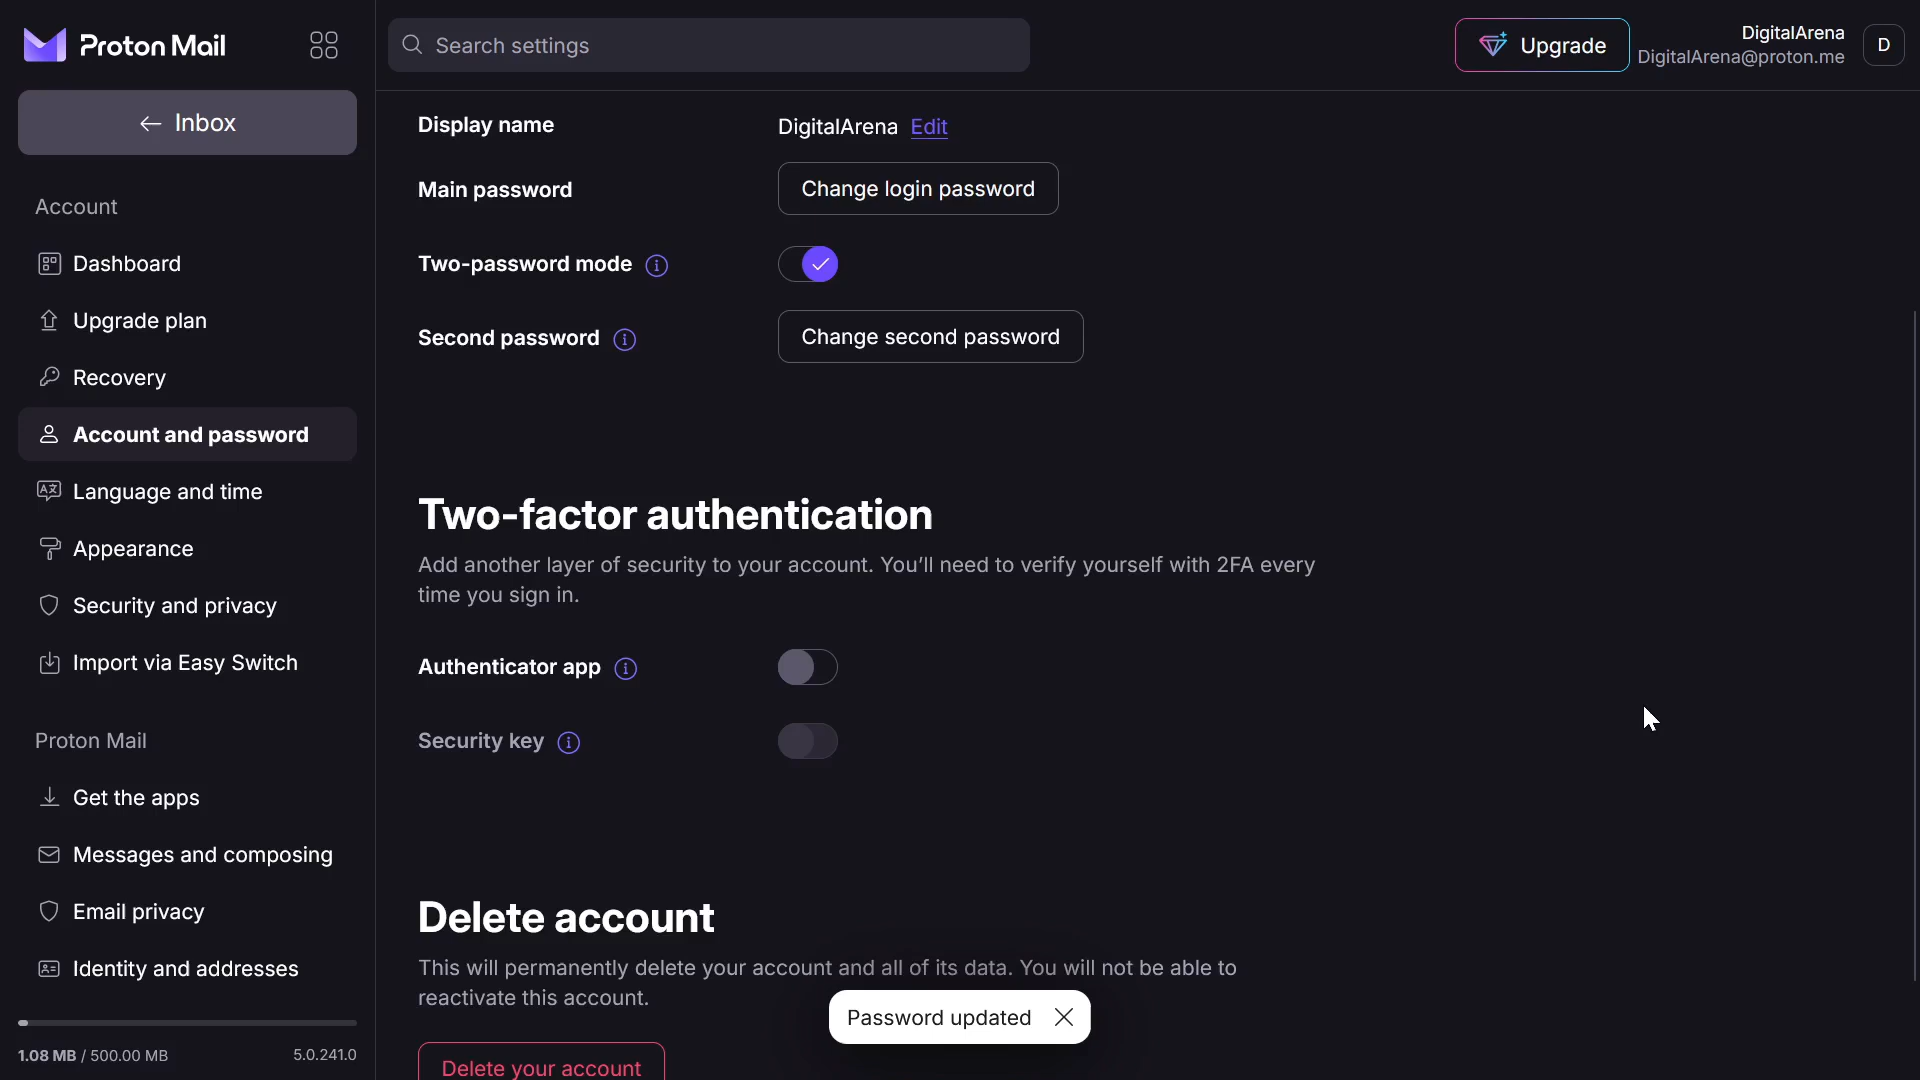 Proton Mail
Search settings
Upgrade
DigitalArena
DigitalArena@proton.me
D
← Inbox
Account
Dashboard
Upgrade plan
Recovery
Account and password
Language and time
Appearance
Security and privacy
Import via Easy Switch
Proton Mail
Get the apps
Messages and composing
Email privacy
Identity and addresses
1.08 MB / 500.00 MB
5.0.241.0
Display name
DigitalArena Edit
Main password
Change login password
Two-password mode
Second password
Change second password
Two-factor authentication
Add another layer of security to your account. You’ll need to verify yourself with 2FA every
time you sign in.
Authenticator app
Security key
Delete account
This will permanently delete your account and all of its data. You will not be able to
reactivate this account.
Password updated
Delete your account